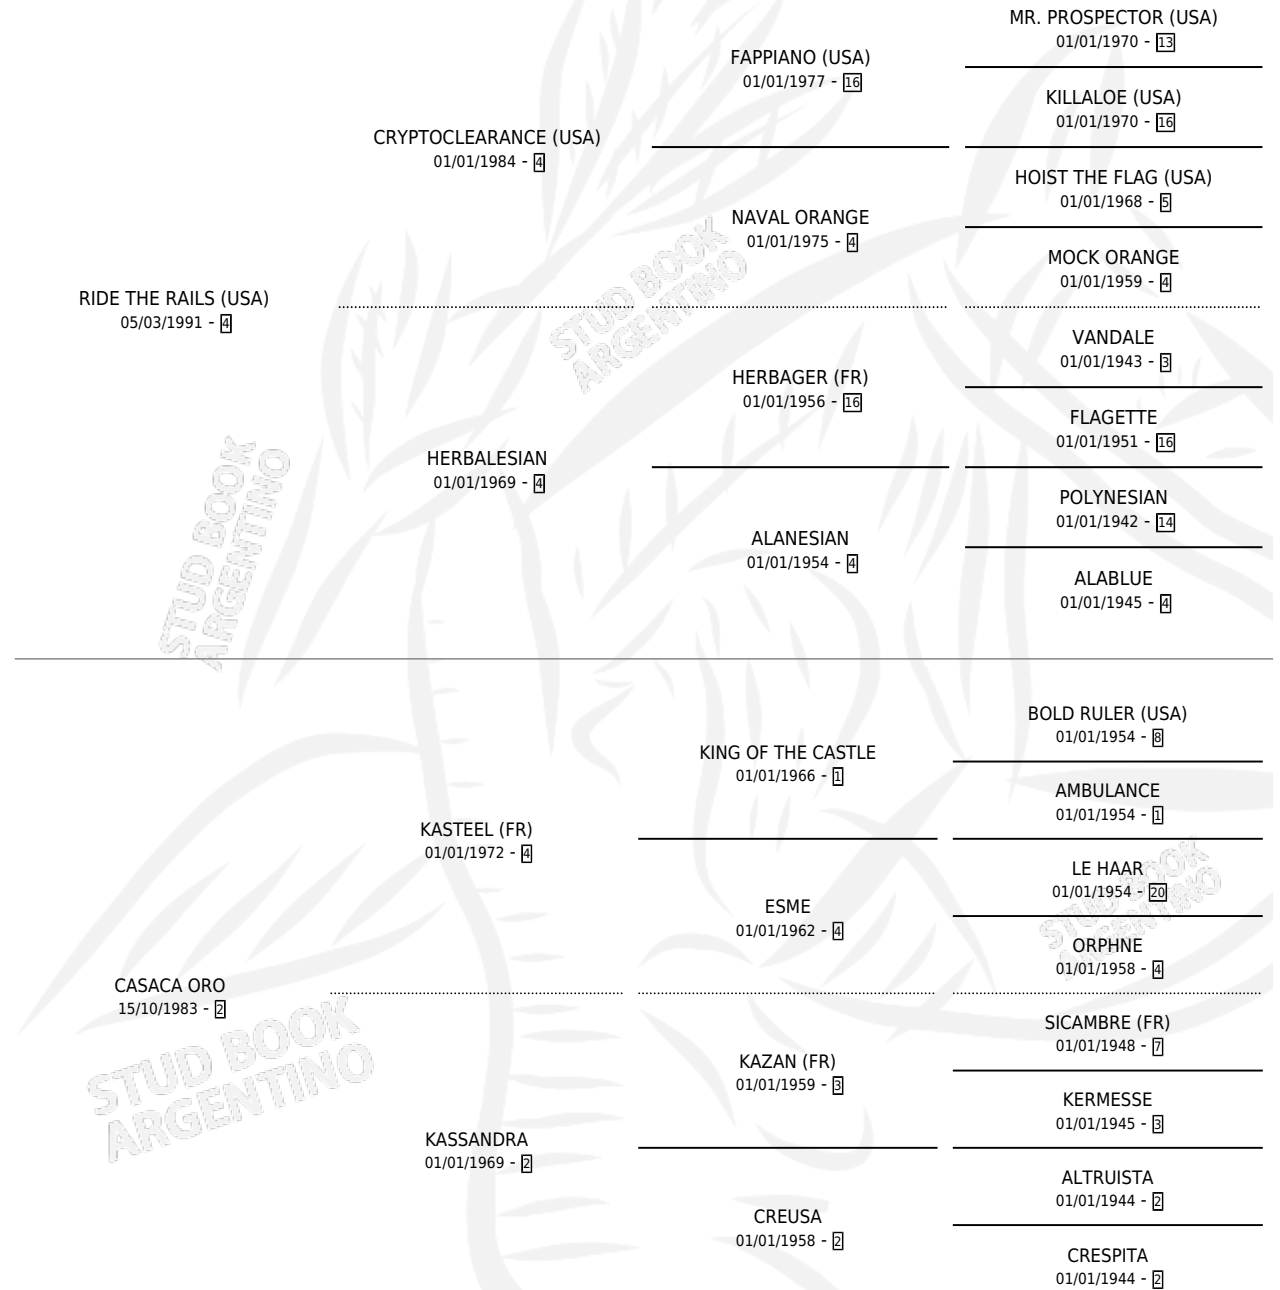 MR. PROSPECTOR (USA)
01/01/1970 - 13
FAPPIANO (USA)
01/01/1977 - 16
KILLALOE (USA)
01/01/1970 - 16
CRYPTOCLEARANCE (USA)
01/01/1984 - 4
HOIST THE FLAG (USA)
01/01/1968 - 5
NAVAL ORANGE
01/01/1975 - 4
MOCK ORANGE
01/01/1959 - 4
RIDE THE RAILS (USA)
05/03/1991 - 4
VANDALE
01/01/1943 - 3
HERBAGER (FR)
01/01/1956 - 16
FLAGETTE
01/01/1951 - 16
HERBALESIAN
01/01/1969 - 4
POLYNESIAN
01/01/1942 - 14
ALANESIAN
01/01/1954 - 4
ALABLUE
01/01/1945 - 4
BOLD RULER (USA)
01/01/1954 - 8
KING OF THE CASTLE
01/01/1966 - 1
AMBULANCE
01/01/1954 - 1
KASTEEL (FR)
01/01/1972 - 4
LE HAAR
01/01/1954 - 20
ESME
01/01/1962 - 4
ORPHNE
01/01/1958 - 4
CASACA ORO
15/10/1983 - 2
SICAMBRE (FR)
01/01/1948 - 7
KAZAN (FR)
01/01/1959 - 3
KERMESSE
01/01/1945 - 3
KASSANDRA
01/01/1969 - 2
ALTRUISTA
01/01/1944 - 2
CREUSA
01/01/1958 - 2
CRESPITA
01/01/1944 - 2
STUD BOOK
ARGENTINO
STUD BOOK
ARGENTINO
STUD BOOK
ARGENTINO
STUD BOOK
ARGENTINO